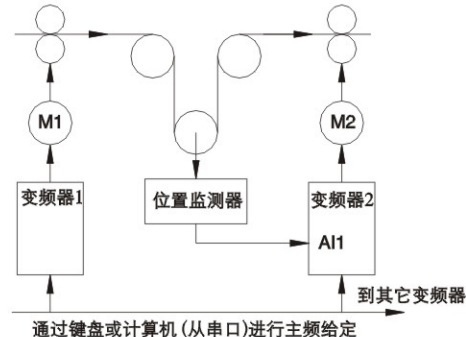 M1
M2
变频器1
位置监测器
变频器2
AI1
到其它变频器
通过键盘或计算机(从串口)进行主频给定